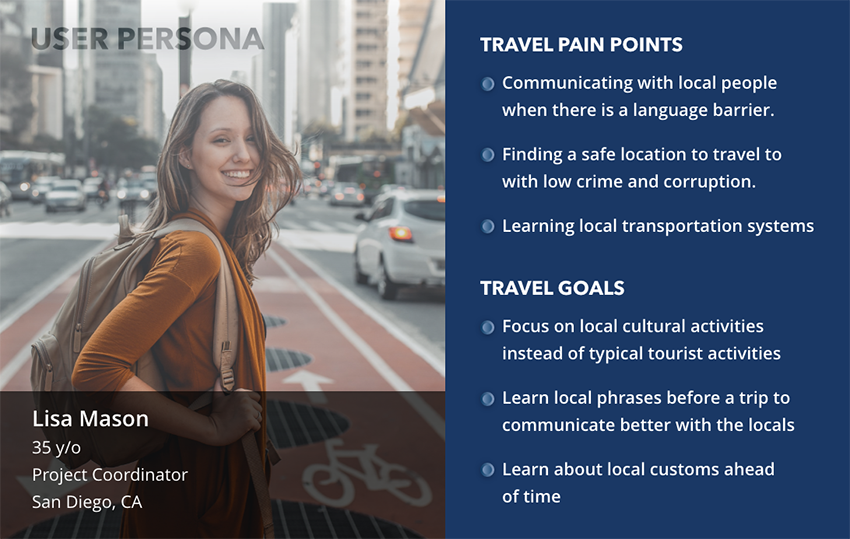 USER PERSONA
Lisa Mason
35 y/o
Project Coordinator
San Diego, CA
TRAVEL PAIN POINTS
Communicating with local people
when there is a language barrier.
Finding a safe location to travel to
with low crime and corruption.
Learning local transportation systems
TRAVEL GOALS
Focus on local cultural activities
instead of typical tourist activities
Learn local phrases before a trip to
communicate better with the locals
Learn about local customs ahead
of time